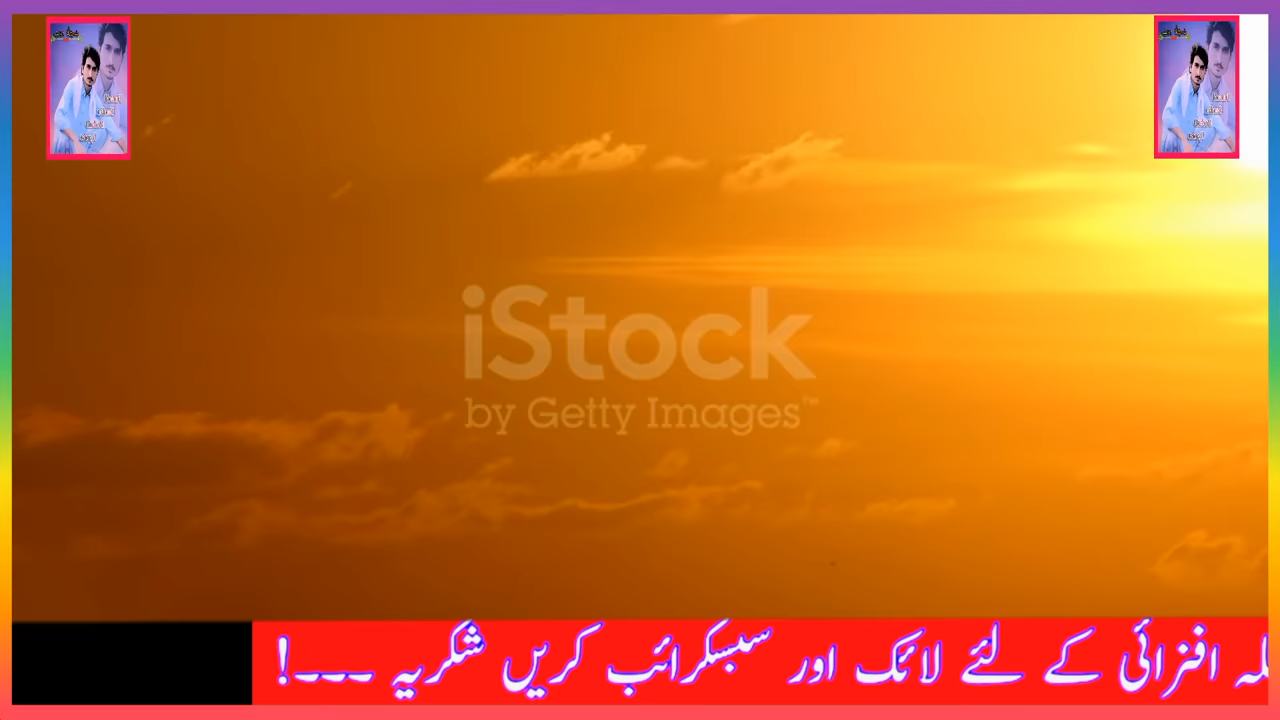 iStock
by Getty Images™
افزائی کے لئے لائک اور سبسکرائب کریں شکریہ ---!